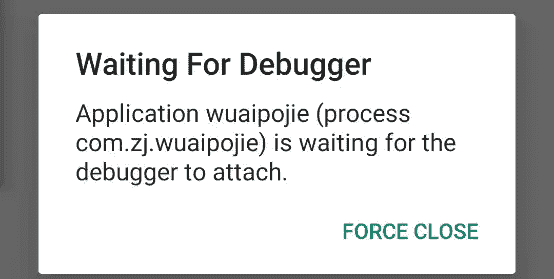 Waiting For Debugger
Application wuaipojie (process
com.zj.wuaipojie) is waiting for the
debugger to attach.
FORCE CLOSE